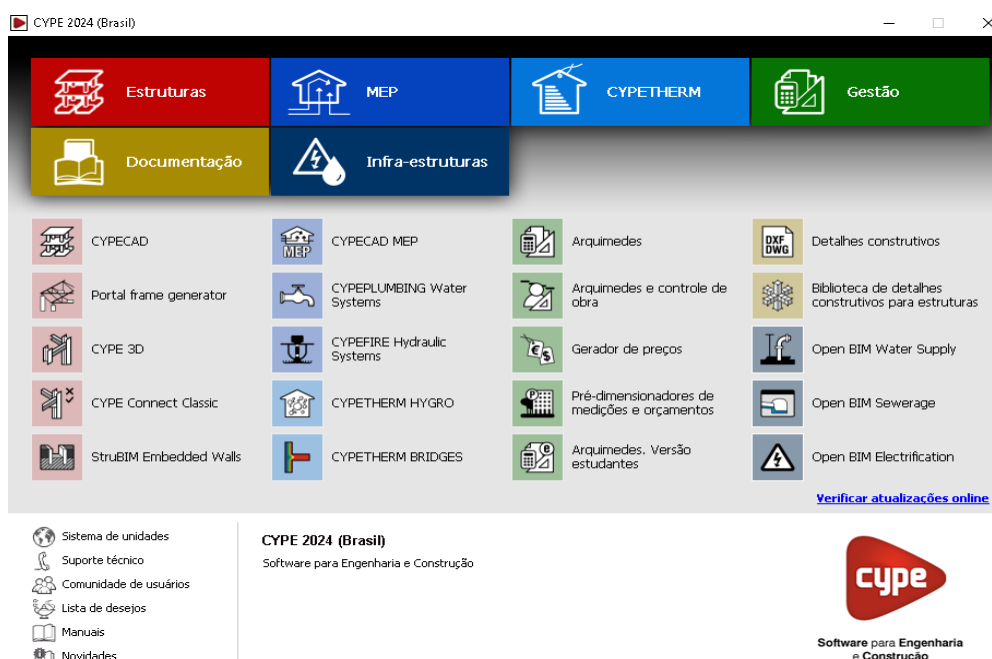 CYPE 2024 (Brasil)
Estruturas
MEP
CYPETHERM
Gestão
Documentação
Infra-estruturas
CYPECAD
MEP
CYPECAD MEP
Arquimedes
DXF
DWG
Detalhes construtivos
Portal frame generator
CYPEPLUMBING Water
Systems
Arquimedes e controle de
obra
Biblioteca de detalhes
construtivos para estruturas
CYPE 3D
CYPEFIRE Hydraulic
Systems
€$
Gerador de preços
Open BIM Water Supply
CYPE Connect Classic
CYPETHERM HYGRO
P
Pré-dimensionadores de
medições e orçamentos
Open BIM Sewerage
StruBIM Embedded Walls
CYPETHERM BRIDGES
e
Arquimedes. Versão
estudantes
Open BIM Electrification
Verificar atualizações online
Sistema de unidades
Suporte técnico
Comunidade de usuários
Lista de desejos
Manuais
Novidades
CYPE 2024 (Brasil)
Software para Engenharia e Construção
cype
Software para Engenharia
e Construção